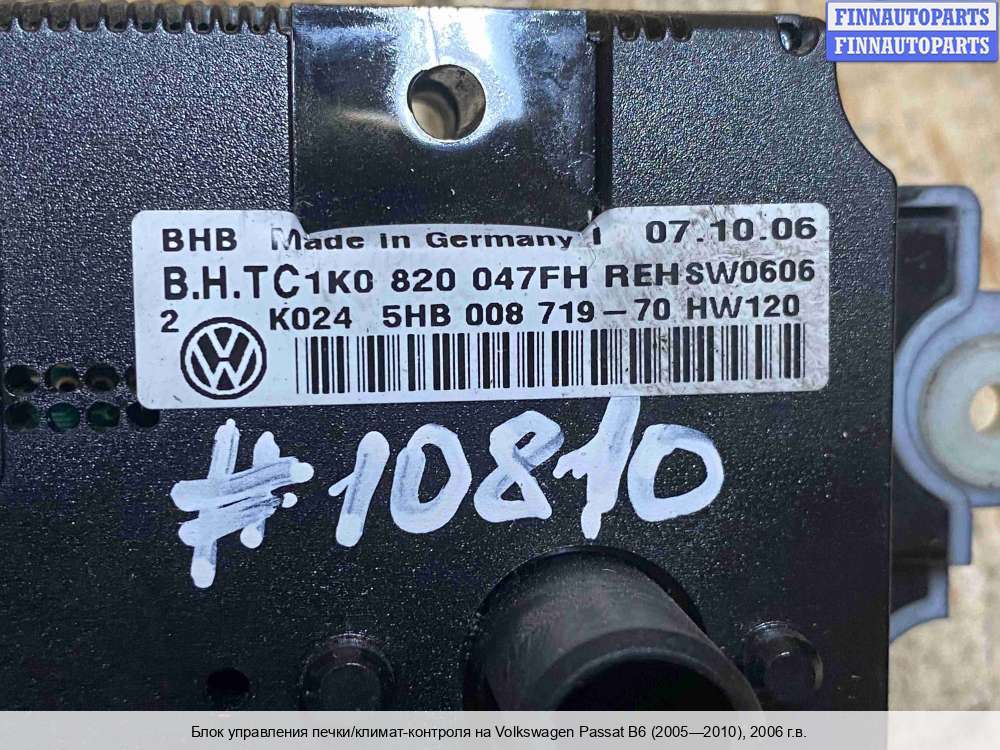 FINNAUTOPARTS
FINNAUTOPARTS
BHB Made in Germany 1 07.10.06
B.H.TC 1K0 820 047FH REH SW0606
2 K024 5HB 008 719-70 HW120
#10810
Блок управления печки/климат-контроля на Volkswagen Passat B6 (2005—2010), 2006 г.в.